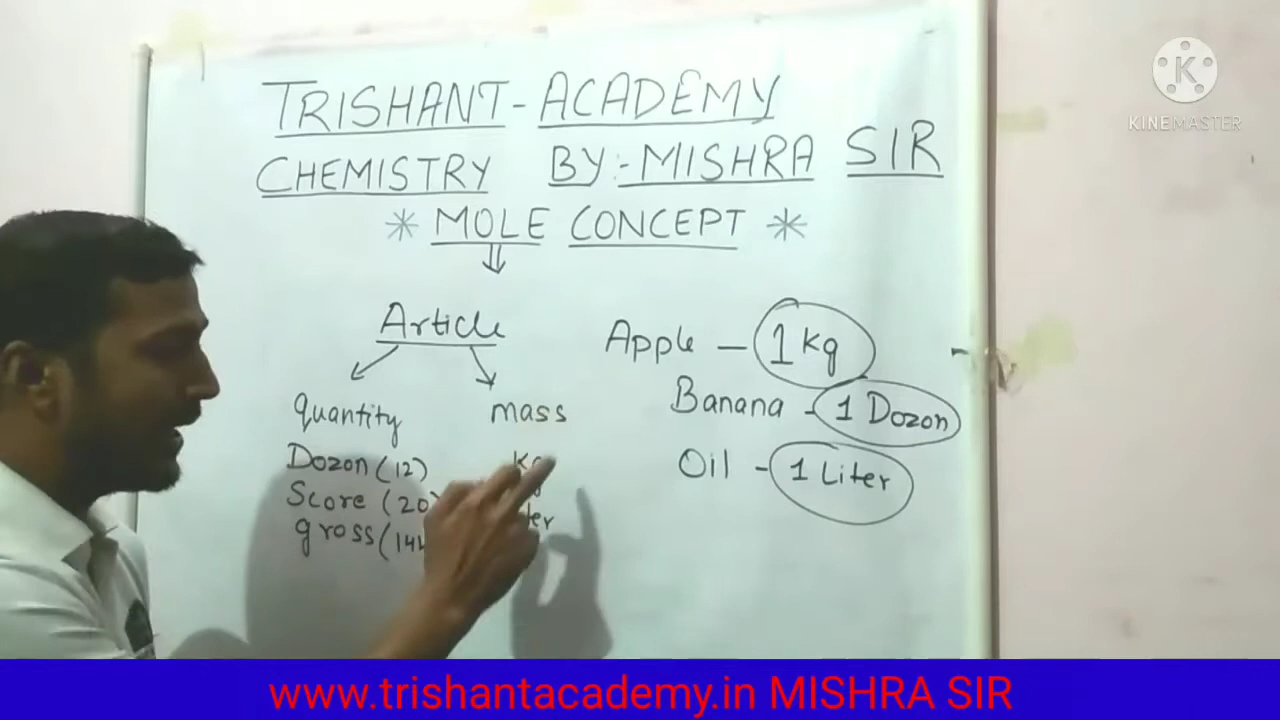 TRISHANT-ACADEMY
CHEMISTRY BY:-MISHRA SIR
* MOLE CONCEPT *
Article
quantity mass
Dozon (12)
Score (20)
gross (144
Apple - 1 kg
Banana - 1 Dozon
Oil - 1 Liter
K
KINEMASTER
www.trishantacademy.in MISHRA SIR